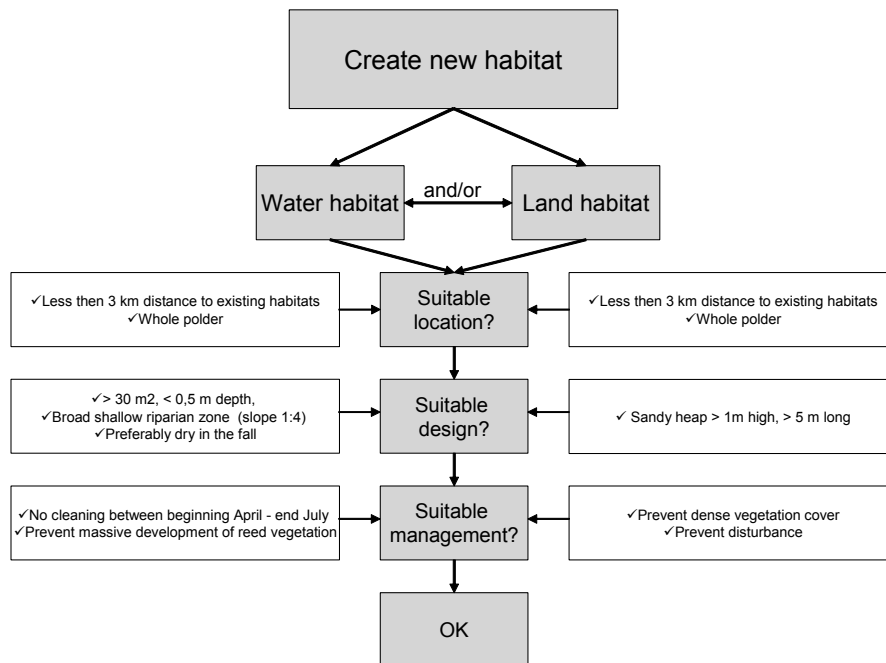 Create new habitat
Water habitat
and/or
Land habitat
✓Less then 3 km distance to existing habitats
✓Whole polder
Suitable
location?
✓Less then 3 km distance to existing habitats
✓Whole polder
✓> 30 m2, < 0,5 m depth,
✓Broad shallow riparian zone (slope 1:4)
✓Preferably dry in the fall
Suitable
design?
✓ Sandy heap > 1m high, > 5 m long
✓No cleaning between beginning April - end July
✓Prevent massive development of reed vegetation
Suitable
management?
✓Prevent dense vegetation cover
✓Prevent disturbance
OK